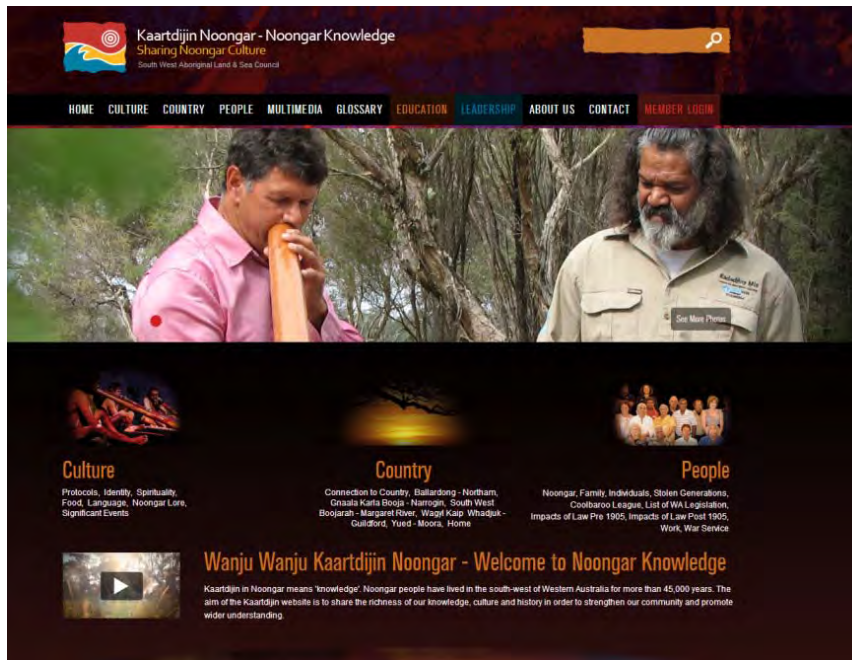 Kaartdijin Noongar - Noongar Knowledge
Sharing Noongar Culture
South West Aboriginal Land & Sea Council
HOME CULTURE COUNTRY PEOPLE MULTIMEDIA GLOSSARY EDUCATION LEADERSHIP ABOUT US CONTACT MEMBER LOGIN
See More Photos
Culture
Protocols, Identity, Spirituality,
Food, Language, Noongar Lore,
Significant Events
Country
Connection to Country, Ballardong - Northam,
Gnaala Karla Booja - Narrogin, South West
Boojarah - Margaret River, Wagyl Kaip Whadjuk -
Guildford, Yued - Moora, Home
People
Noongar, Family, Individuals, Stolen Generations,
Coolbaroo League, List of WA Legislation,
Impacts of Law Pre 1905, Impacts of Law Post 1905,
Work, War Service
Wanju Wanju Kaartdijin Noongar - Welcome to Noongar Knowledge
Kaartdijin in Noongar means 'knowledge'. Noongar people have lived in the south-west of Western Australia for more than 45,000 years. The
aim of the Kaartdijin website is to share the richness of our knowledge, culture and history in order to strengthen our community and promote
wider understanding.